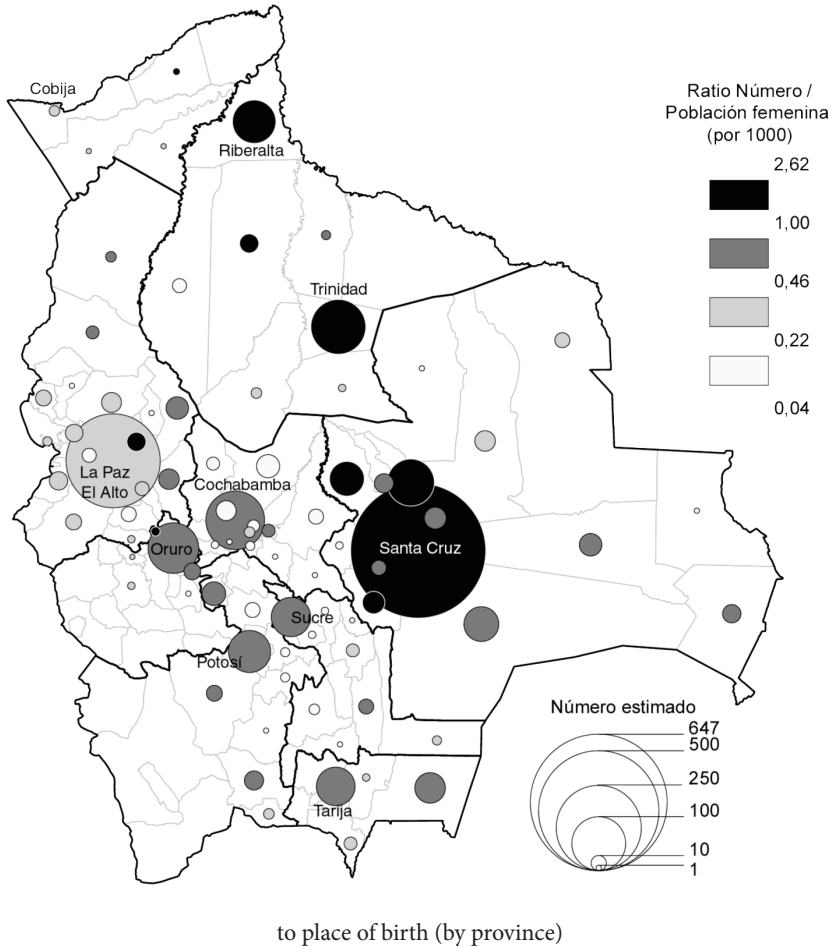 Cobija
Riberalta
Trinidad
La Paz
El Alto
Cochabamba
Oruro
Santa Cruz
Sucre
Potosí
Tarija
Ratio Número /
Población femenina
(por 1000)
2,62
1,00
0,46
0,22
0,04
Número estimado
647
500
250
100
10
1
to place of birth (by province)